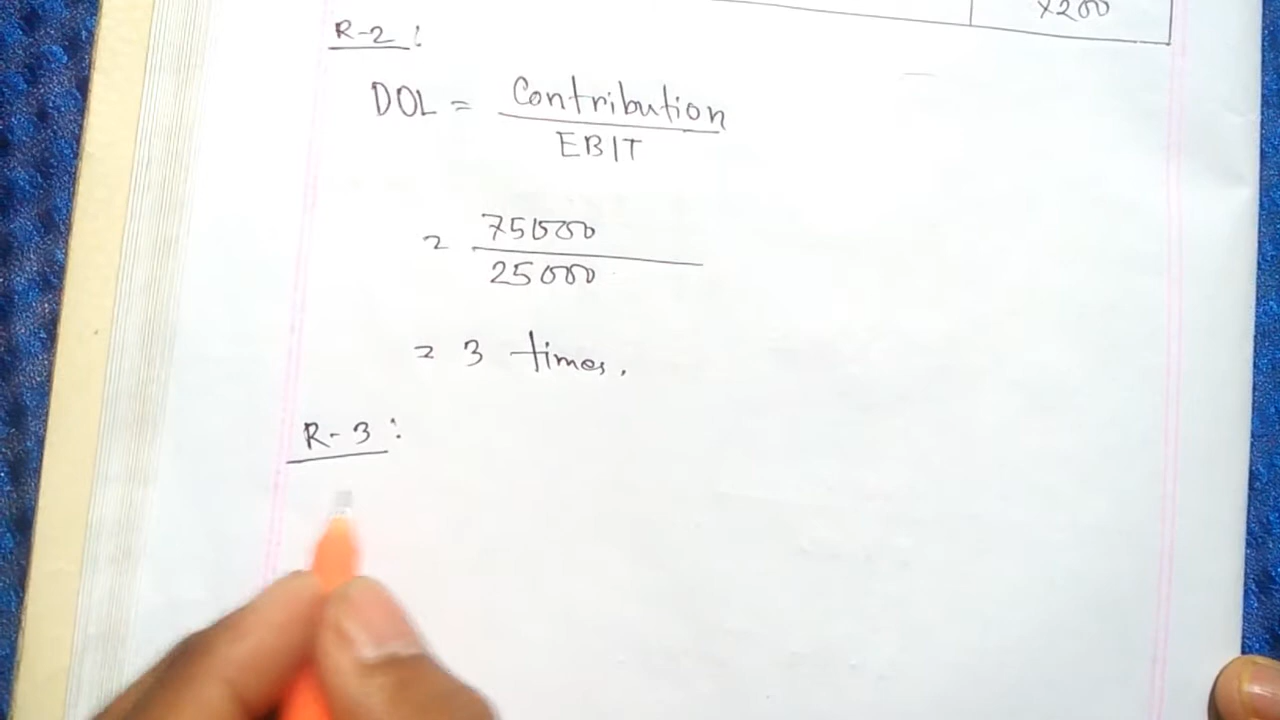 x200
R-2:
DOL = Contribution
EBIT
= 75000
25000
= 3 times.
R-3: